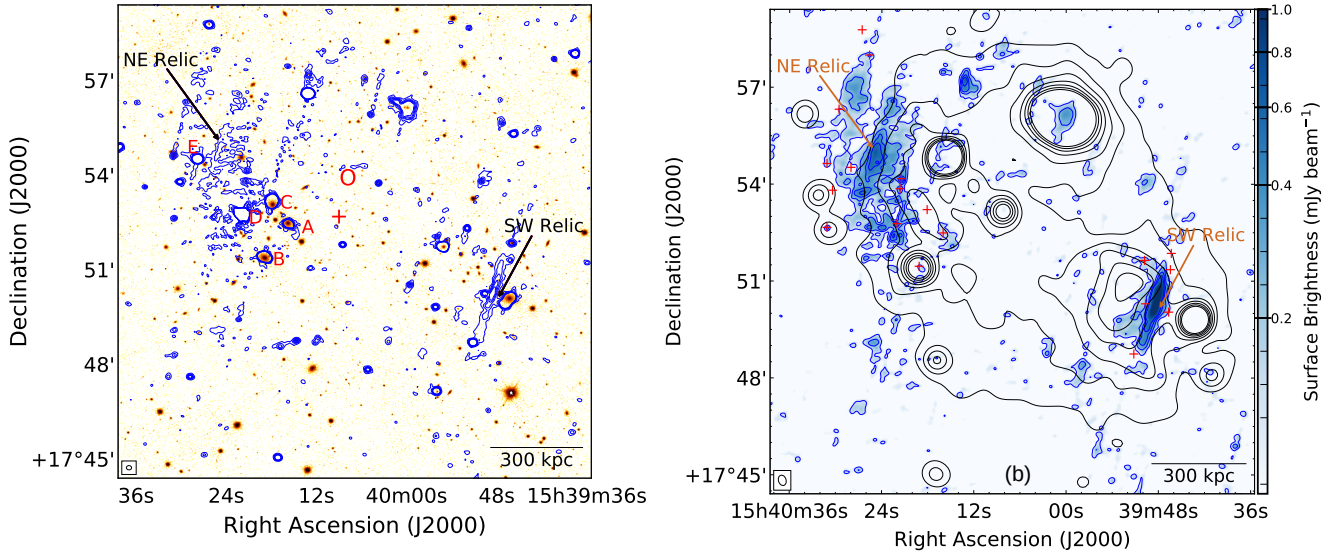 NE Relic
E
D
C
A
B
O
SW Relic
300 kpc
57'
54'
51'
48'
+17°45'
36s 24s 12s 40m00s 48s 15h39m36s
Right Ascension (J2000)
Declination (J2000)
NE Relic
SW Relic
(b)
300 kpc
57'
54'
51'
48'
+17°45'
15h40m36s 24s 12s 00s 39m48s 36s
Right Ascension (J2000)
Declination (J2000)
1.0
0.8
0.6
0.4
0.2
Surface Brightness (mJy beam−1)